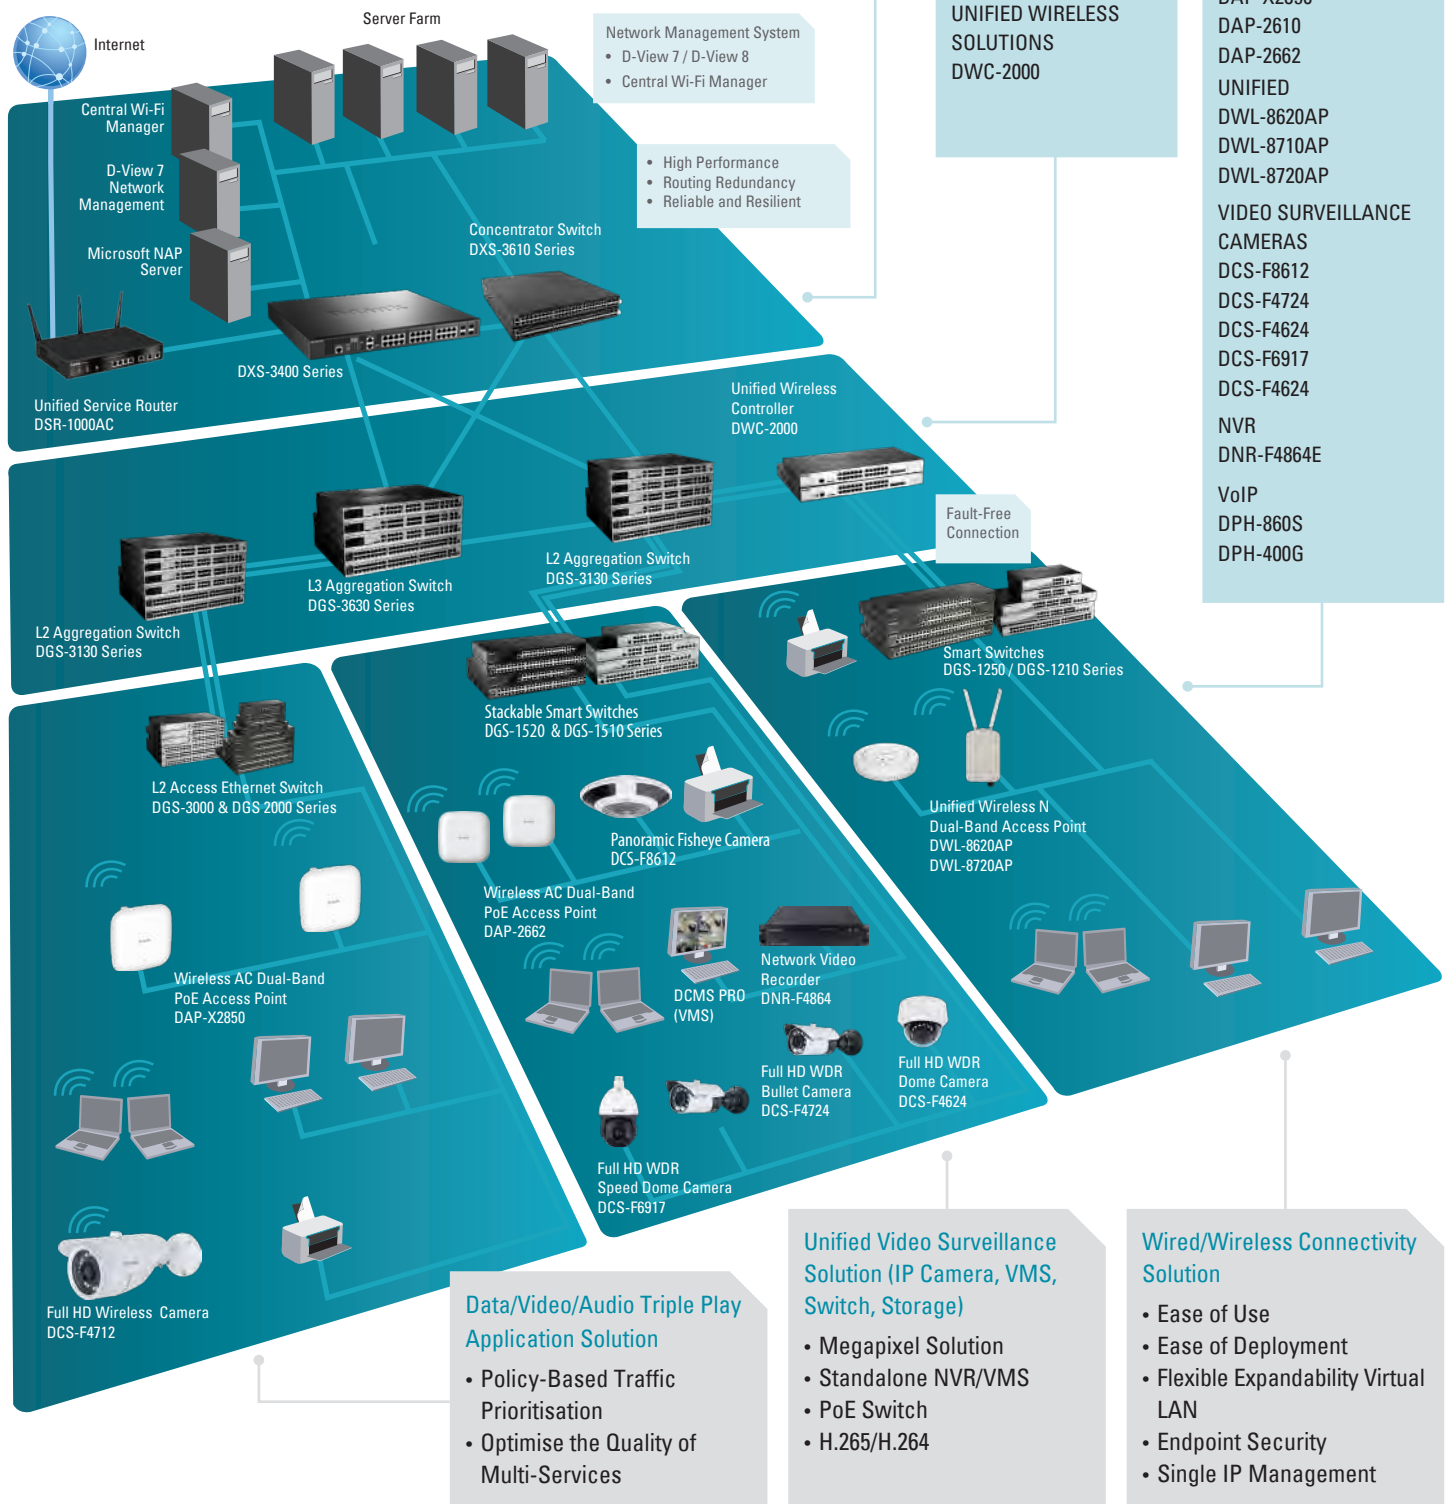 Internet
Server Farm
Network Management System
• D-View 7 / D-View 8
• Central Wi-Fi Manager
UNIFIED WIRELESS
SOLUTIONS
DWC-2000
DAP-2610
DAP-2662
UNIFIED
DWL-8620AP
DWL-8710AP
DWL-8720AP
VIDEO SURVEILLANCE
CAMERAS
DCS-F8612
DCS-F4724
DCS-F4624
DCS-F6917
DCS-F4624
NVR
DNR-F4864E
VoIP
DPH-860S
DPH-400G
Central Wi-Fi
Manager
D-View 7
Network
Management
Microsoft NAP
Server
• High Performance
• Routing Redundancy
• Reliable and Resilient
Concentrator Switch
DXS-3610 Series
DXS-3400 Series
Unified Service Router
DSR-1000AC
Unified Wireless
Controller
DWC-2000
Fault-Free
Connection
L2 Aggregation Switch
DGS-3130 Series
L3 Aggregation Switch
DGS-3630 Series
L2 Aggregation Switch
DGS-3130 Series
Smart Switches
DGS-1250 / DGS-1210 Series
Stackable Smart Switches
DGS-1520 & DGS-1510 Series
L2 Access Ethernet Switch
DGS-3000 & DGS 2000 Series
Panoramic Fisheye Camera
DCS-F8612
Unified Wireless N
Dual-Band Access Point
DWL-8620AP
DWL-8720AP
Wireless AC Dual-Band
PoE Access Point
DAP-2662
Wireless AC Dual-Band
PoE Access Point
DAP-X2850
DCMS PRO
(VMS)
Network Video
Recorder
DNR-F4864
Full HD WDR
Bullet Camera
DCS-F4724
Full HD WDR
Dome Camera
DCS-F4624
Full HD WDR
Speed Dome Camera
DCS-F6917
Full HD Wireless Camera
DCS-F4712
Data/Video/Audio Triple Play
Application Solution
• Policy-Based Traffic
Prioritisation
• Optimise the Quality of
Multi-Services
Unified Video Surveillance
Solution (IP Camera, VMS,
Switch, Storage)
• Megapixel Solution
• Standalone NVR/VMS
• PoE Switch
• H.265/H.264
Wired/Wireless Connectivity
Solution
• Ease of Use
• Ease of Deployment
• Flexible Expandability Virtual
LAN
• Endpoint Security
• Single IP Management